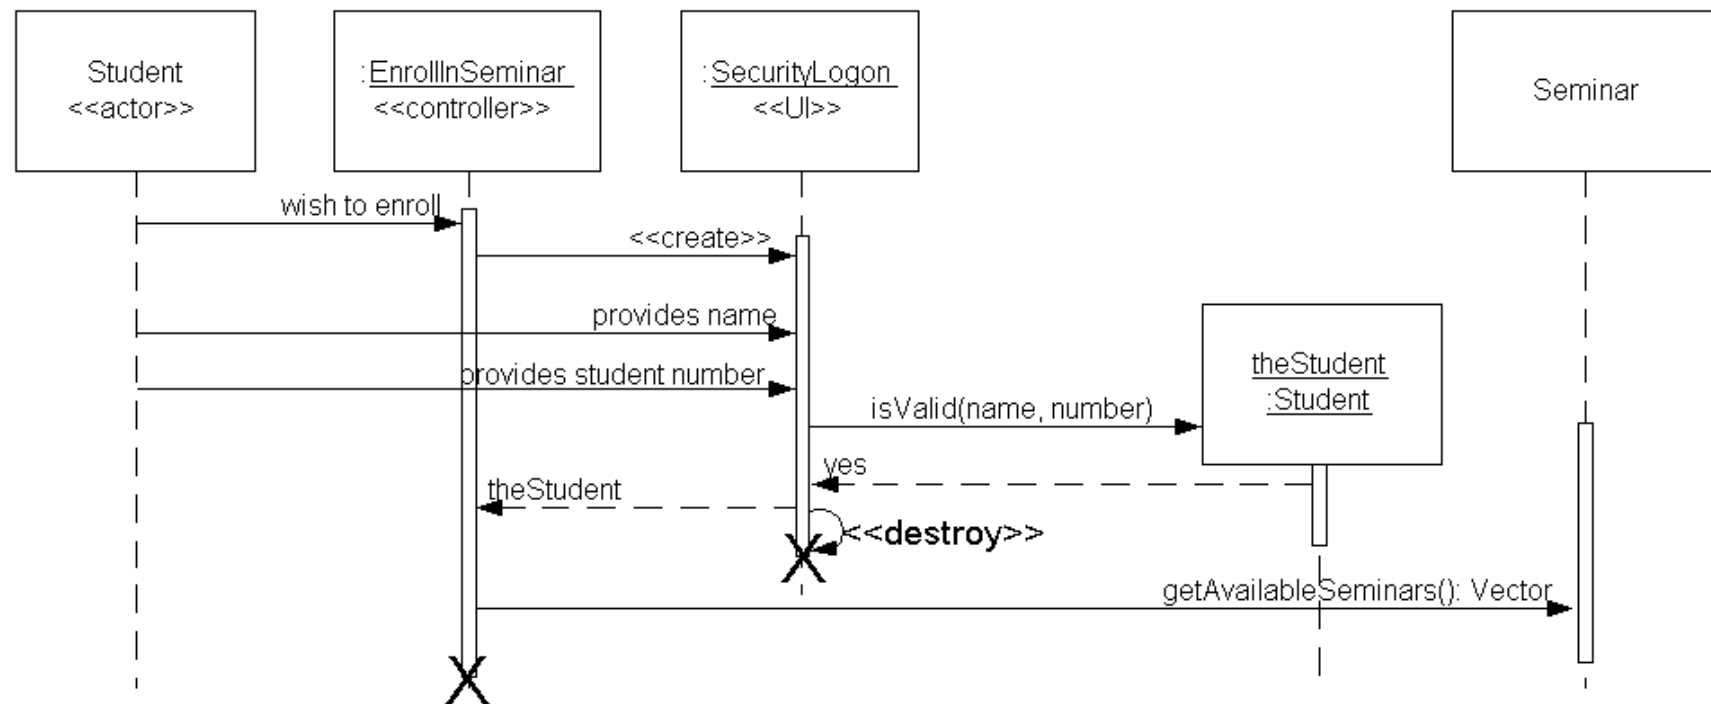 Student
<<actor>>
:EnrollInSeminar
<<controller>>
:SecurityLogon
<<UI>>
Seminar
wish to enroll
<<create>>
provides name
theStudent
:Student
provides student number
isValid(name, number)
yes
theStudent
<<destroy>>
getAvailableSeminars(): Vector